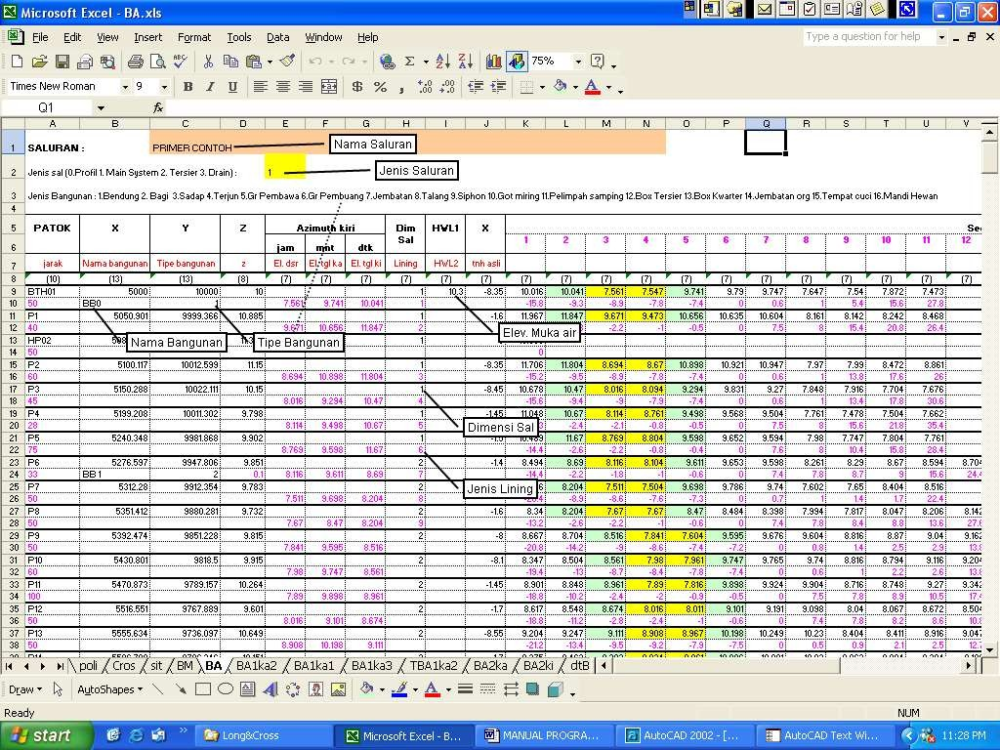 Microsoft Excel - BA.xls
File Edit View Insert Format Tools Data Window Help Type a question for help
75%
Times New Roman 9 B I U $ % ,
Q1 fx
A B C D E F G H I J K L M N O P Q R S T U V
1 SALURAN : PRIMER CONTOH Nama Saluran
2 Jenis sal (0.Profil 1. Main System 2. Tersier 3. Drain) : 1 Jenis Saluran
3 Jenis Bangunan : 1.Bendung 2. Bagi 3.Sadap 4.Terjun 5.Gr Pembawa 6.Gr Pembuang 7.Jembatan 8.Talang 9.Siphon 10.Got miring 11.Pelimpah samping 12.Box Tersier 13.Box Kwarter 14.Jembatan org 15.Tempat cuci 16.Mandi Hewan
4
5 PATOK X Y Z Azimuth kiri Dim Sal HWL1 X
6 jam mnt dtk 1 2 3 4 5 6 7 8 9 10 11 12
7 jarak Nama bangunan Tipe bangunan z El. dsr El. tgl ka El. tgl ki Lining HWL2 tnh asli
8 (10) (13) (13) (8) (7) (7) (7) (7) (7) (7) (7) (7) (7) (7) (7) (7) (7) (7) (7) (7) (7) (7)
9 BTH01 5000 10000 10 1 10.3 -8.35 10.016 10.041 7.561 7.547 9.741 9.79 9.747 7.647 7.54 7.872 7.473
10 50 BB0 1 7.561 9.741 10.041 1 -15.8 -9.3 -8.9 -7.8 -7.4 0 0.6 1 5.4 15.6 27.8
11 P1 5050.901 9999.366 10.885 1 -1.6 11.967 11.847 9.671 9.473 10.656 10.635 10.604 8.161 8.142 8.242 8.468
12 40 9.671 10.656 11.847 -2.2 -1 -0.5 0 7.5 8 15.4 20.8 26.4
Elev. Muka air
13 HP02 1
Nama Bangunan Tipe Bangunan
14 50 0
15 P2 5100.117 10012.599 11.15 1 -8.35 11.706 11.804 8.694 8.67 10.898 10.921 10.947 7.97 7.99 8.472 8.861
16 60 8.694 10.898 11.804 3 -15.2 -9.5 -8.9 -7.8 -7.4 0 0.6 1 13.8 17.6 26
17 P3 5150.288 10022.111 10.15 1 -8.45 10.678 10.47 8.016 8.094 9.294 9.831 9.27 7.848 7.916 7.704 7.676
18 45 8.016 9.294 10.47 4 -15.6 -9.4 -9 -7.9 -7.4 0 0.6 1 13.4 17.8 30.6
19 P4 5199.208 10011.302 9.798 1 -1.45 11.048 10.67 8.114 8.761 9.498 9.568 9.504 7.761 7.478 7.504 7.662
20 28 8.114 9.498 10.67 5 -2.4 -2.1 -0.8 -0.5 0 7.5 8 15.6 21.8 35.4
Dimensi Sal
21 P5 5240.348 9981.868 9.902 1 -1.5 10.489 11.67 8.769 8.804 9.598 9.652 9.594 7.98 7.747 7.804 7.761
22 75 8.769 9.598 11.67 6 -14.4 -2.6 -2.2 -0.8 -0.4 0 7.6 8 10.4 15.8 28.4
23 P6 5276.597 9947.806 9.851 2 -1.4 8.494 8.69 8.116 8.104 9.611 9.653 9.598 8.261 8.29 8.67 8.594 8.704
24 33 BB1 2 0.1 8.116 9.611 8.69 7 -14.4 -2.2 -1.8 -1 -0.6 0 7.4 7.8 8.7 9 15.6 24.4
25 P7 5312.28 9912.354 9.783 2 8.204 7.511 7.504 9.698 9.786 9.74 7.602 7.65 8.404 8.516
Jenis Lining
26 50 7.511 9.698 8.204 8 -8.9 -8.6 -7.6 -7.3 0 0.7 1 1.4 1.7 22.4
27 P8 5351.412 9880.281 9.732 2 -1.6 8.34 8.204 7.67 7.67 8.47 8.484 8.398 7.994 7.817 8.047 8.206 8.142
28 50 7.67 8.47 8.204 9 -13.2 -2.6 -2.2 -1 -0.6 0 7.4 7.8 8.4 8.8 13.6
29 P9 5392.474 9851.228 9.815 2 -8 8.667 8.704 8.516 7.841 7.604 9.595 9.676 9.604 8.816 8.87 9.04 9.162
30 50 7.841 9.595 8.516 -20.8 -14.2 -9 -8.6 -7.4 -7.2 0 0.8 1.4 2.5 2.9
31 P10 5430.801 9818.5 9.915 2 -8.1 8.347 8.504 8.561 7.98 7.961 9.747 9.765 9.74 8.816 8.794 9.116 9.204
32 60 7.98 9.747 8.561 -19.4 -13 -8.7 -8.4 -7.8 -7.4 0 0.6 1 2.2 2.6
33 P11 5470.873 9789.157 10.264 2 -1.45 8.901 8.848 8.961 7.89 7.816 9.898 9.924 9.904 8.716 8.748 9.27
34 100 7.89 9.898 8.961 -18.8 -10.2 -2.4 -2 -0.9 -0.5 0 7.5 7.8 8.9 10.5
35 P12 5516.551 9767.889 9.601 2 -1.7 8.617 8.548 8.674 8.016 8.011 9.101 9.191 9.098 8.04 8.067 8.672 8.504
36 50 8.016 9.101 8.674 -18.8 -11.2 -2.8 -2.4 -1 -0.6 0 7.4 7.8 8.2 8.6
37 P13 5555.634 9736.097 10.649 2 -8.55 9.204 9.247 9.111 8.908 8.967 10.198 10.249 10.23 8.404 8.411 8.916
38 50 8.908 10.198 9.111 -21.2 -13.4 -9.5 -9.2 -7.9 -7.5 0 0.5 0.9 2.1 2.5
poli Cros sit BM BA BA1ka2 BA1ka1 BA1ka3 TBA1ka2 BA2ka BA2ki dtB
Draw AutoShapes
Ready NUM
start Long&Cross Microsoft Excel - B... MANUAL PROGRA... AutoCAD 2002 - [... AutoCAD Text Wi... 11:28 PM